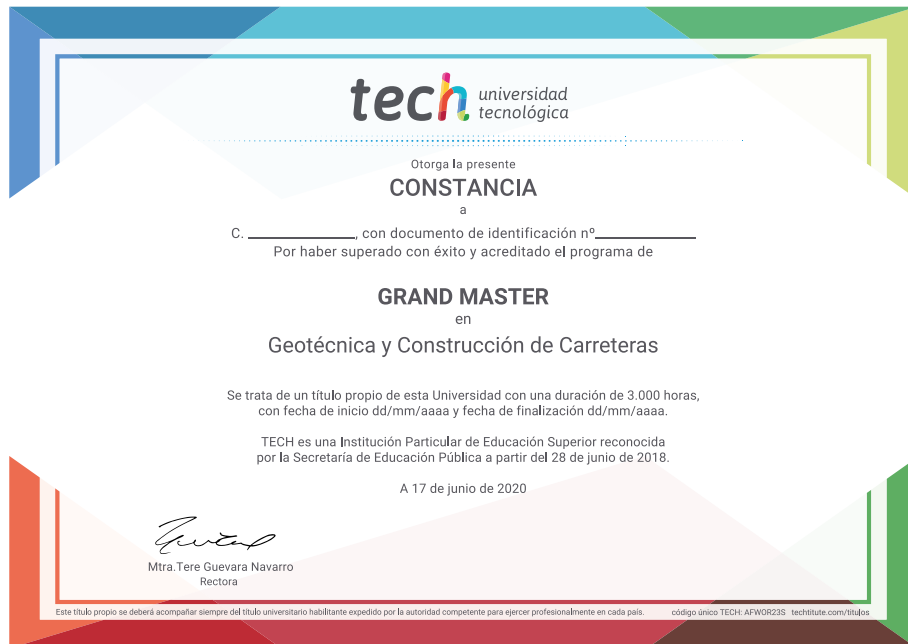 tech universidad
tecnológica
Otorga la presente
CONSTANCIA
a
C. ________________, con documento de identificación nº_______________
Por haber superado con éxito y acreditado el programa de
GRAND MASTER
en
Geotécnica y Construcción de Carreteras
Se trata de un título propio de esta Universidad con una duración de 3.000 horas,
con fecha de inicio dd/mm/aaaa y fecha de finalización dd/mm/aaaa.
TECH es una Institución Particular de Educación Superior reconocida
por la Secretaría de Educación Pública a partir del 28 de junio de 2018.
A 17 de junio de 2020
Mtra.Tere Guevara Navarro
Rectora
Este título propio se deberá acompañar siempre del título universitario habilitante expedido por la autoridad competente para ejercer profesionalmente en cada país. código único TECH: AFWOR23S techtitute.com/titulos